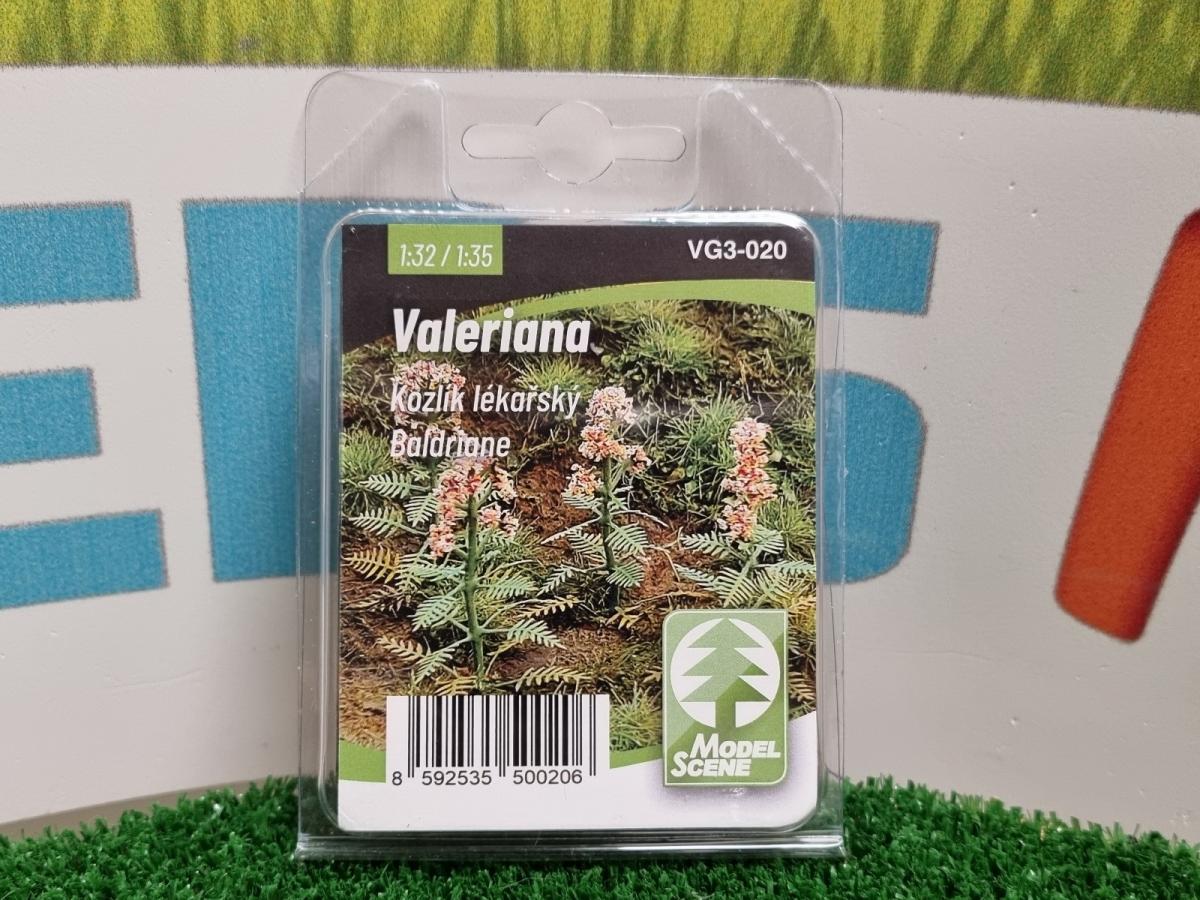 1:32 / 1:35
VG3-020
Valeriana
Kozlík lékařský
Baldriane
8 592535 500206
MODEL
SCENE